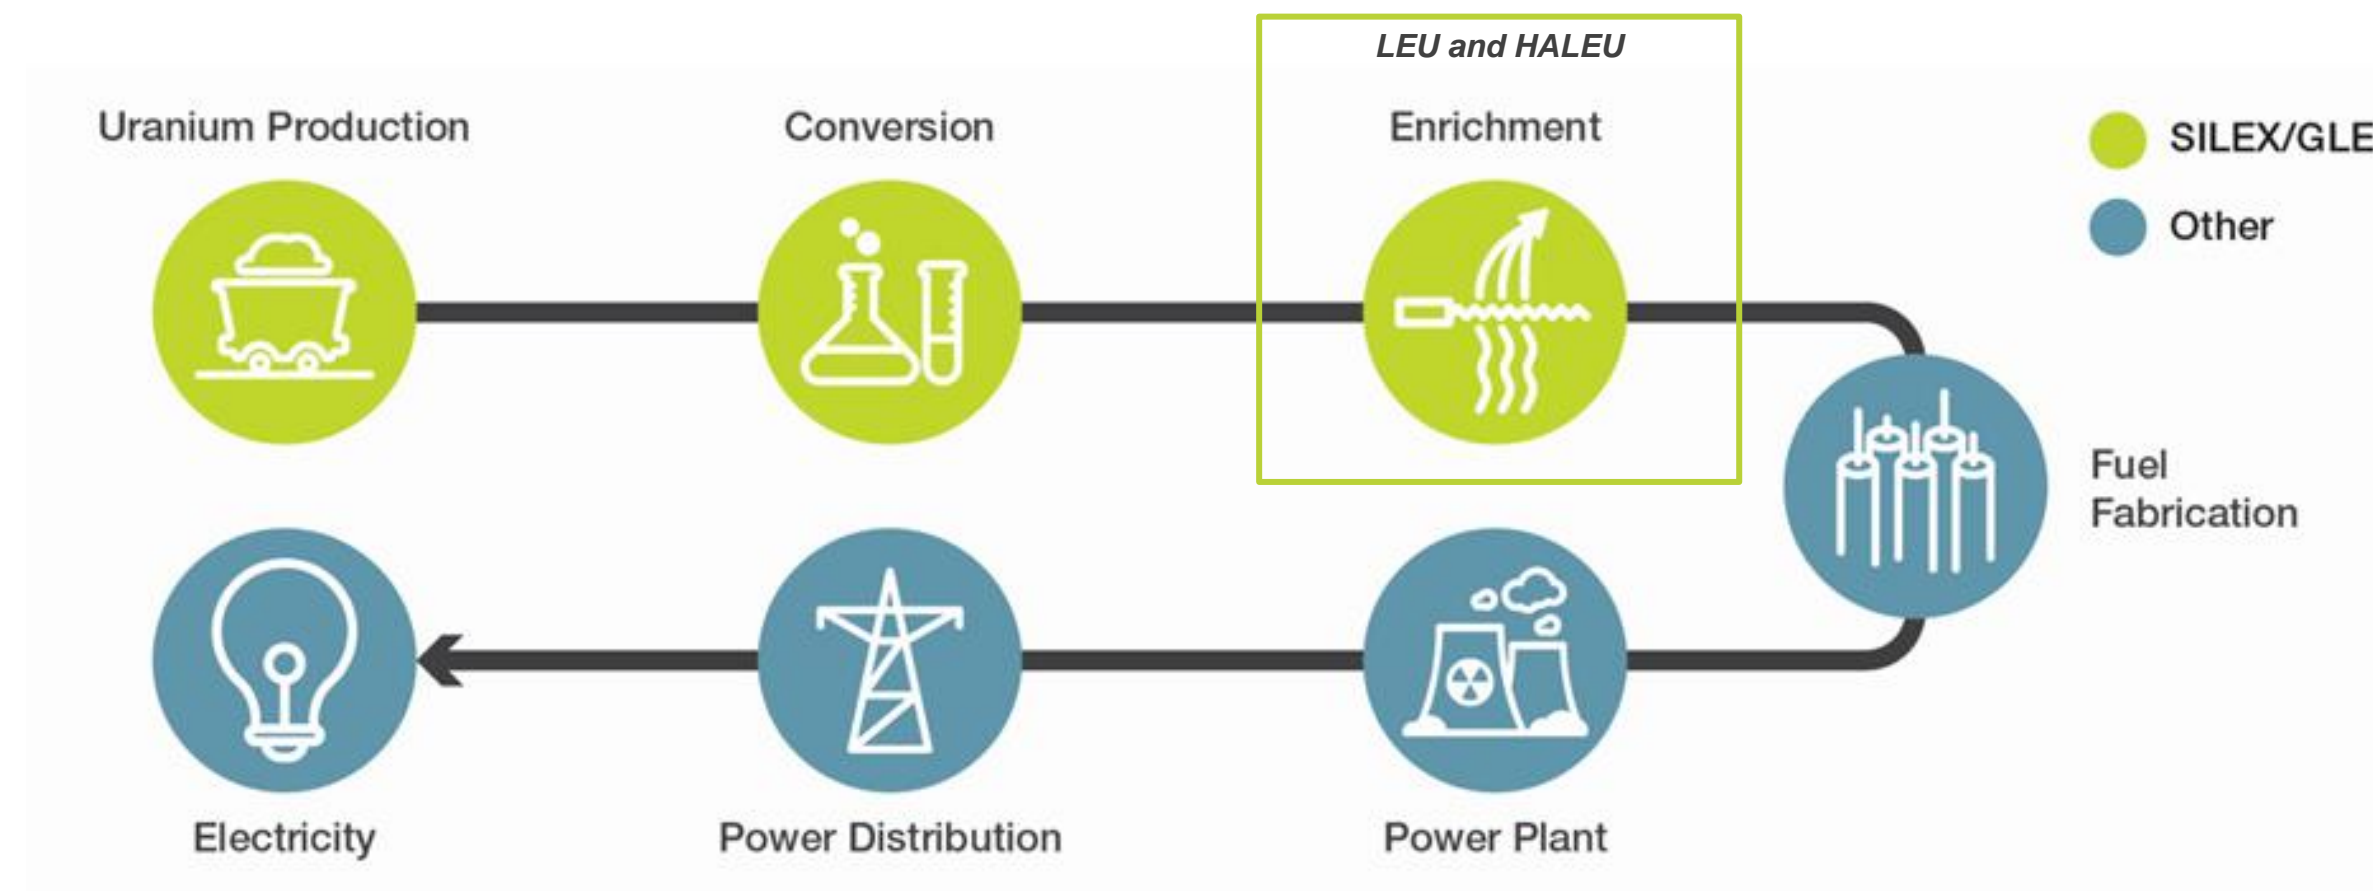 LEU and HALEU
Uranium Production
Conversion
Enrichment
SILEX/GLE
Other
Fuel
Fabrication
Electricity
Power Distribution
Power Plant